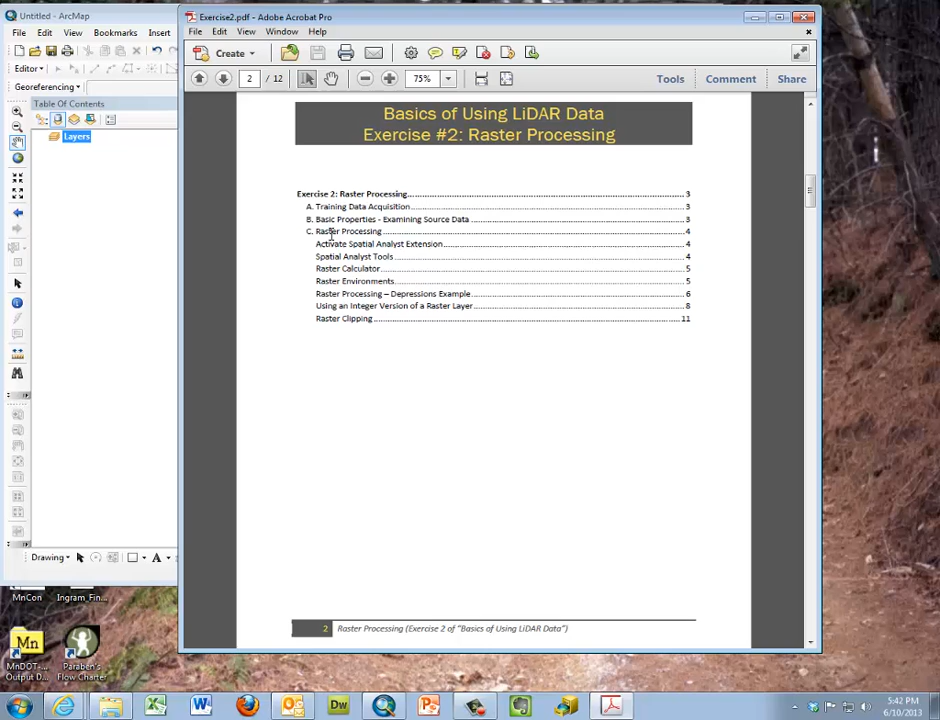 Untitled - ArcMap
File Edit View Bookmarks Insert
Editor
Georeferencing
Table Of Contents
Layers
Drawing
A
Exercise2.pdf - Adobe Acrobat Pro
File Edit View Window Help
Create
2 / 12 75% Tools Comment Share
Basics of Using LiDAR Data
Exercise #2: Raster Processing
Exercise 2: Raster Processing 3
A. Training Data Acquisition 3
B. Basic Properties - Examining Source Data 3
C. Raster Processing 4
Activate Spatial Analyst Extension 4
Spatial Analyst Tools 4
Raster Calculator 5
Raster Environments 5
Raster Processing – Depressions Example 6
Using an Integer Version of a Raster Layer 8
Raster Clipping 11
2 Raster Processing (Exercise 2 of "Basics of Using LiDAR Data")
MnCon Ingram_Fin...
Mn
MnDOT-... Output D...
Paraben's Flow Charter
Dw
5:42 PM
6/10/2013